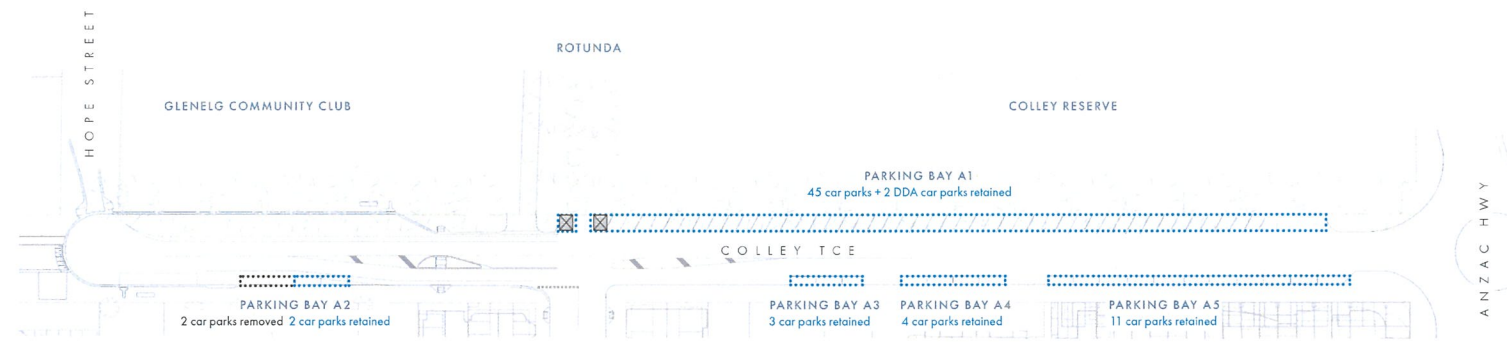 HOPE STREET
ROTUNDA
GLENELG COMMUNITY CLUB
COLLEY RESERVE
PARKING BAY A1
45 car parks + 2 DDA car parks retained
COLLEY TCE
ANZAC HWY
PARKING BAY A2
2 car parks removed 2 car parks retained
PARKING BAY A3
3 car parks retained
PARKING BAY A4
4 car parks retained
PARKING BAY A5
11 car parks retained